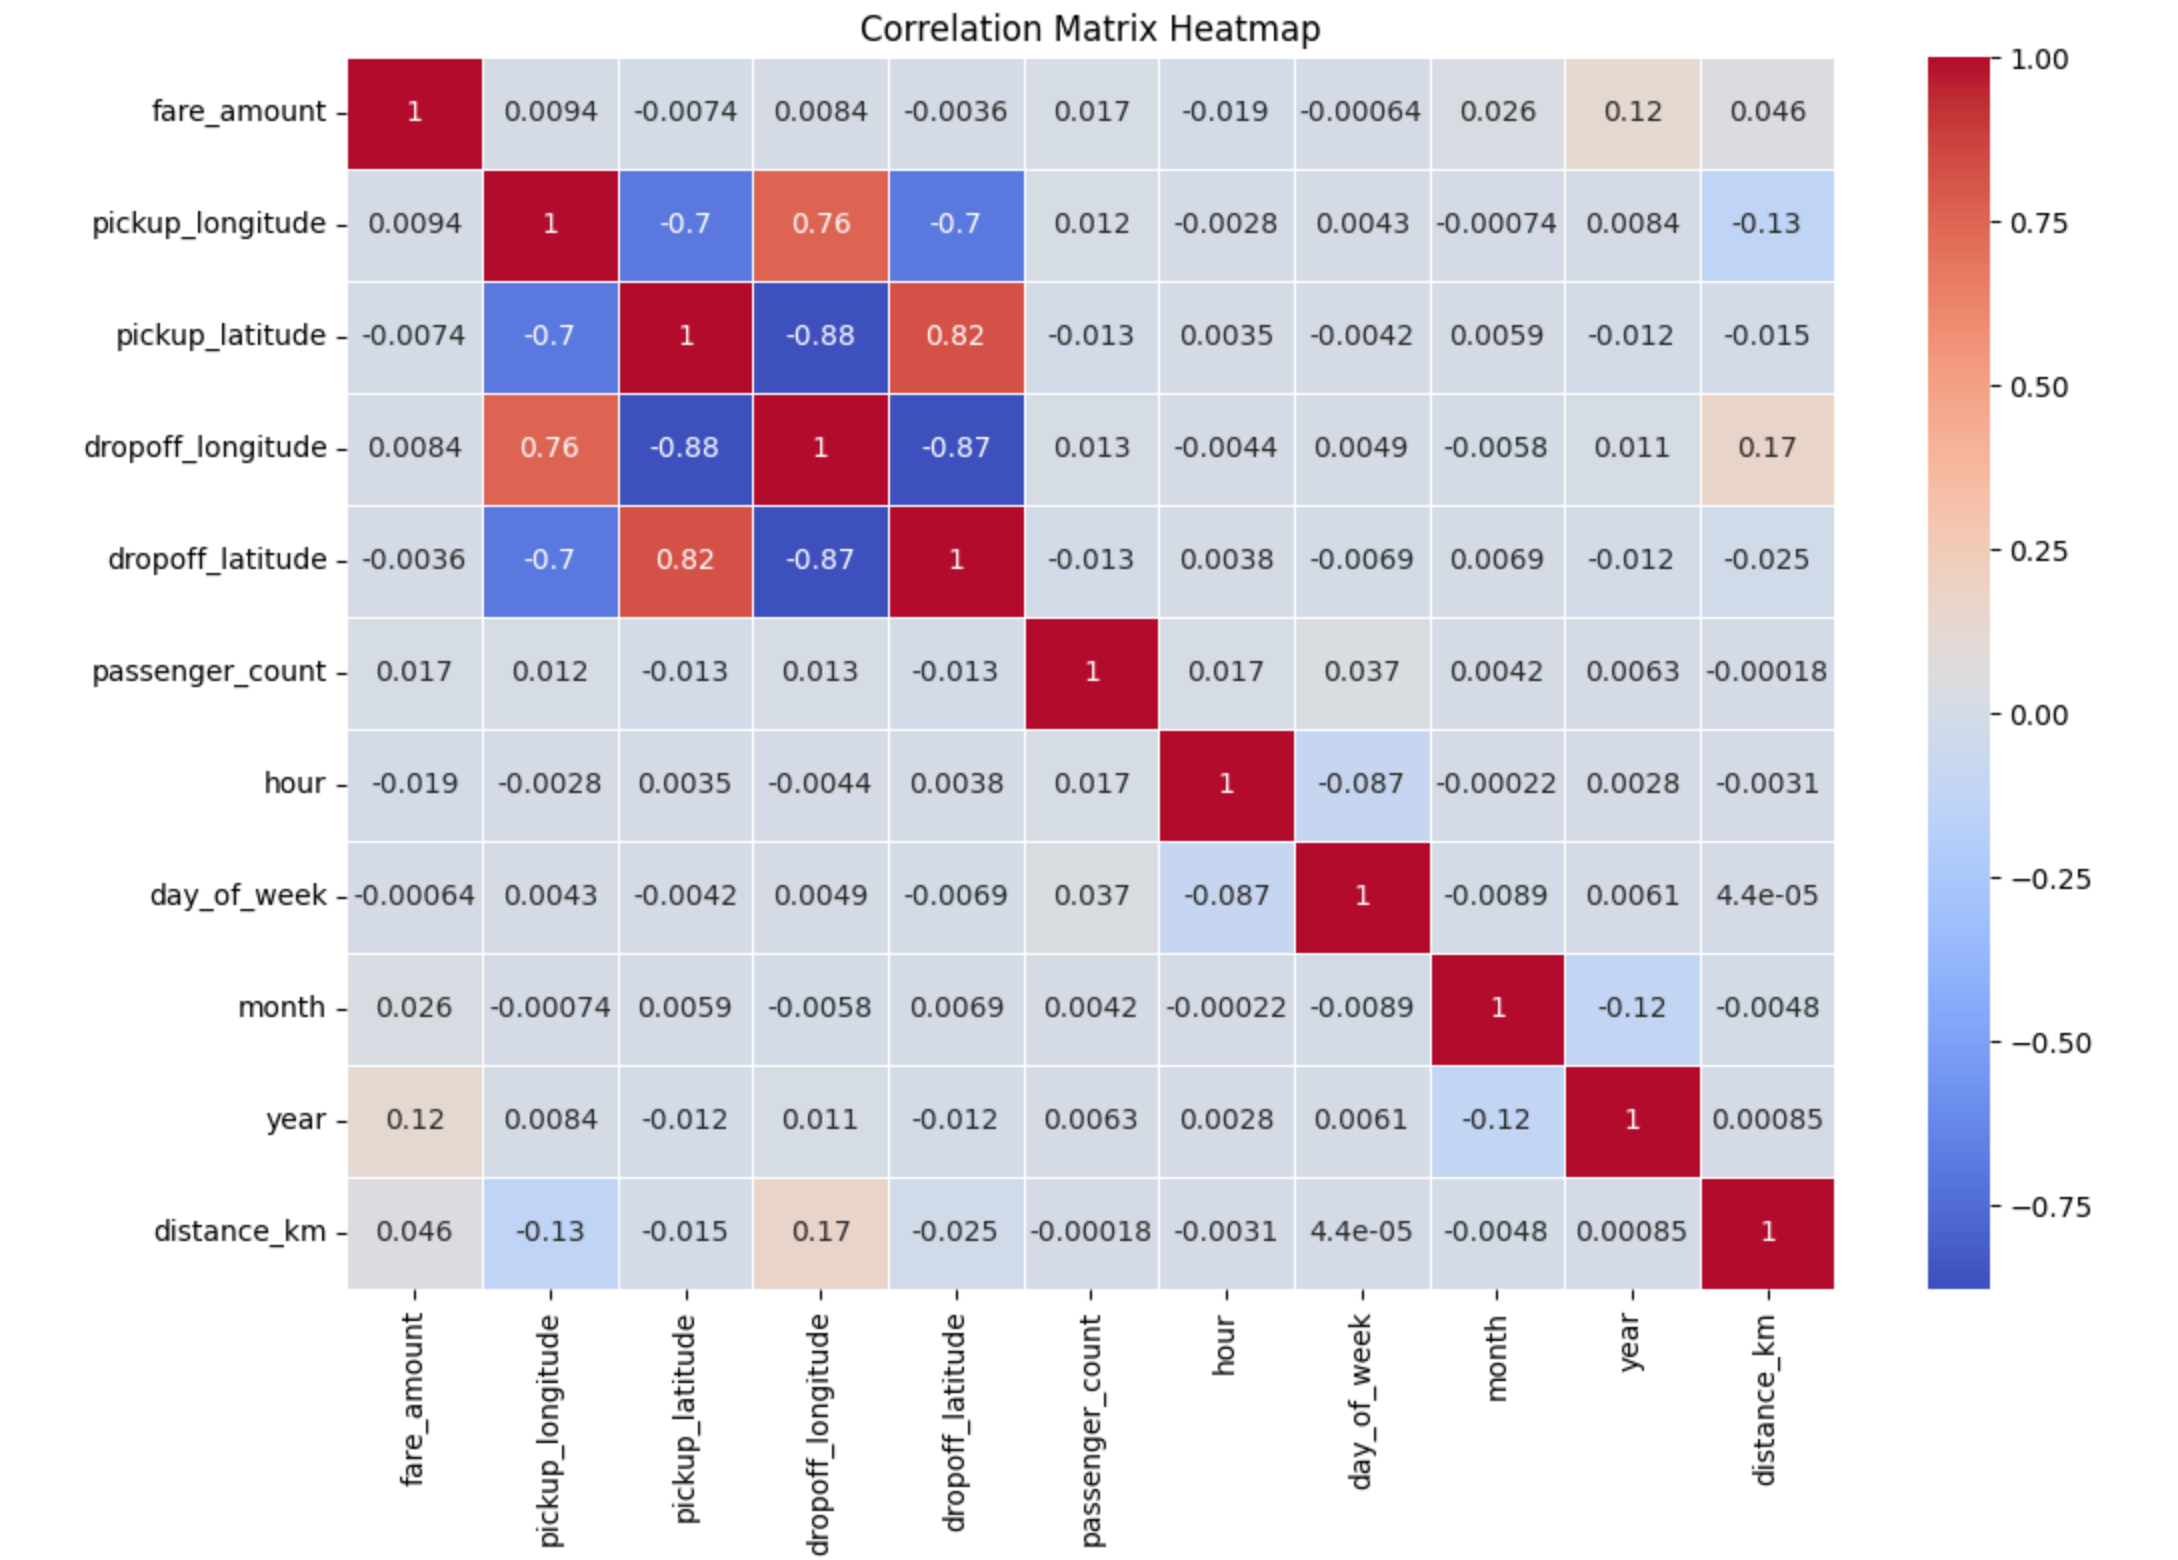 Correlation Matrix Heatmap
fare_amount 1 0.0094 -0.0074 0.0084 -0.0036 0.017 -0.019 -0.00064 0.026 0.12 0.046
pickup_longitude 0.0094 1 -0.7 0.76 -0.7 0.012 -0.0028 0.0043 -0.00074 0.0084 -0.13
pickup_latitude -0.0074 -0.7 1 -0.88 0.82 -0.013 0.0035 -0.0042 0.0059 -0.012 -0.015
dropoff_longitude 0.0084 0.76 -0.88 1 -0.87 0.013 -0.0044 0.0049 -0.0058 0.011 0.17
dropoff_latitude -0.0036 -0.7 0.82 -0.87 1 -0.013 0.0038 -0.0069 0.0069 -0.012 -0.025
passenger_count 0.017 0.012 -0.013 0.013 -0.013 1 0.017 0.037 0.0042 0.0063 -0.00018
hour -0.019 -0.0028 0.0035 -0.0044 0.0038 0.017 1 -0.087 -0.00022 0.0028 -0.0031
day_of_week -0.00064 0.0043 -0.0042 0.0049 -0.0069 0.037 -0.087 1 -0.0089 0.0061 4.4e-05
month 0.026 -0.00074 0.0059 -0.0058 0.0069 0.0042 -0.00022 -0.0089 1 -0.12 -0.0048
year 0.12 0.0084 -0.012 0.011 -0.012 0.0063 0.0028 0.0061 -0.12 1 0.00085
distance_km 0.046 -0.13 -0.015 0.17 -0.025 -0.00018 -0.0031 4.4e-05 -0.0048 0.00085 1
fare_amount
pickup_longitude
pickup_latitude
dropoff_longitude
dropoff_latitude
passenger_count
hour
day_of_week
month
year
distance_km
1.00
0.75
0.50
0.25
0.00
−0.25
−0.50
−0.75